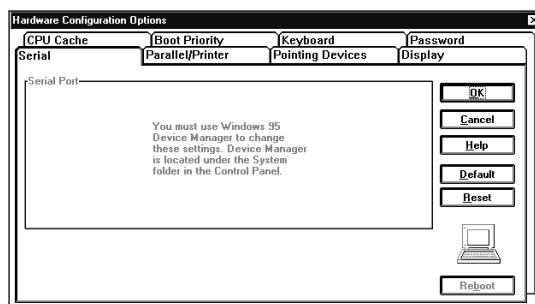 Hardware Configuration Options
CPU Cache
Boot Priority
Keyboard
Password
Serial
Parallel/Printer
Pointing Devices
Display
Serial Port
You must use Windows 95
Device Manager to change
these settings. Device Manager
is located under the System
folder in the Control Panel.
OK
Cancel
Help
Default
Reset
Reboot